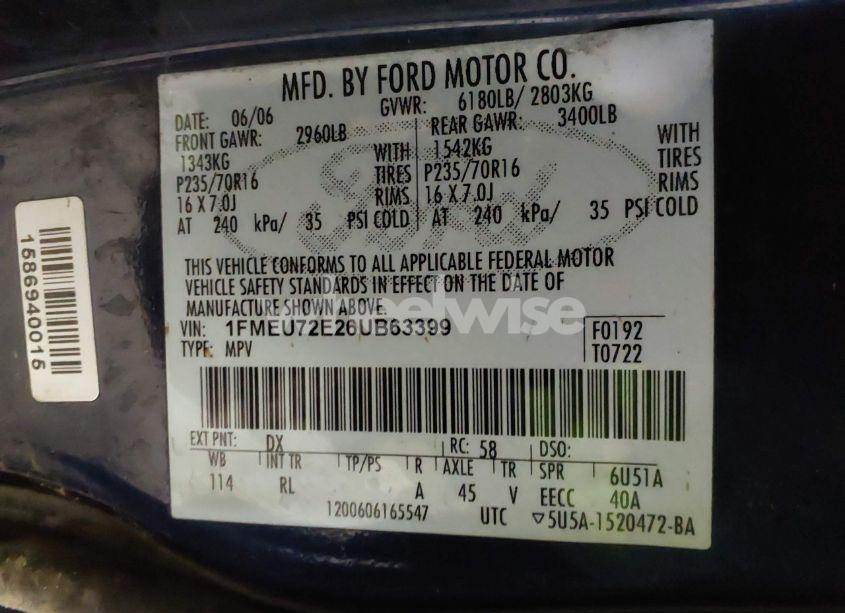 MFD. BY FORD MOTOR CO.
DATE: 06/06 GVWR: 6180LB/ 2803KG
FRONT GAWR: 2960LB REAR GAWR: 3400LB
1343KG WITH 1542KG WITH
P235/70R16 TIRES P235/70R16 TIRES
16 X 7.0J RIMS 16 X 7.0J RIMS
AT 240 kPa/ 35 PSI COLD AT 240 kPa/ 35 PSI COLD
THIS VEHICLE CONFORMS TO ALL APPLICABLE FEDERAL MOTOR
VEHICLE SAFETY STANDARDS IN EFFECT ON THE DATE OF
MANUFACTURE SHOWN ABOVE.
VIN: 1FMEU72E26UB63399 F0192
TYPE: MPV T0722
EXT PNT: DX RC: 58 DSO:
WB INT TR TP/PS R AXLE TR SPR 6U51A
114 RL A 45 V EECC 40A
1200606165547 UTC ▽5U5A-1520472-BA
1586940015